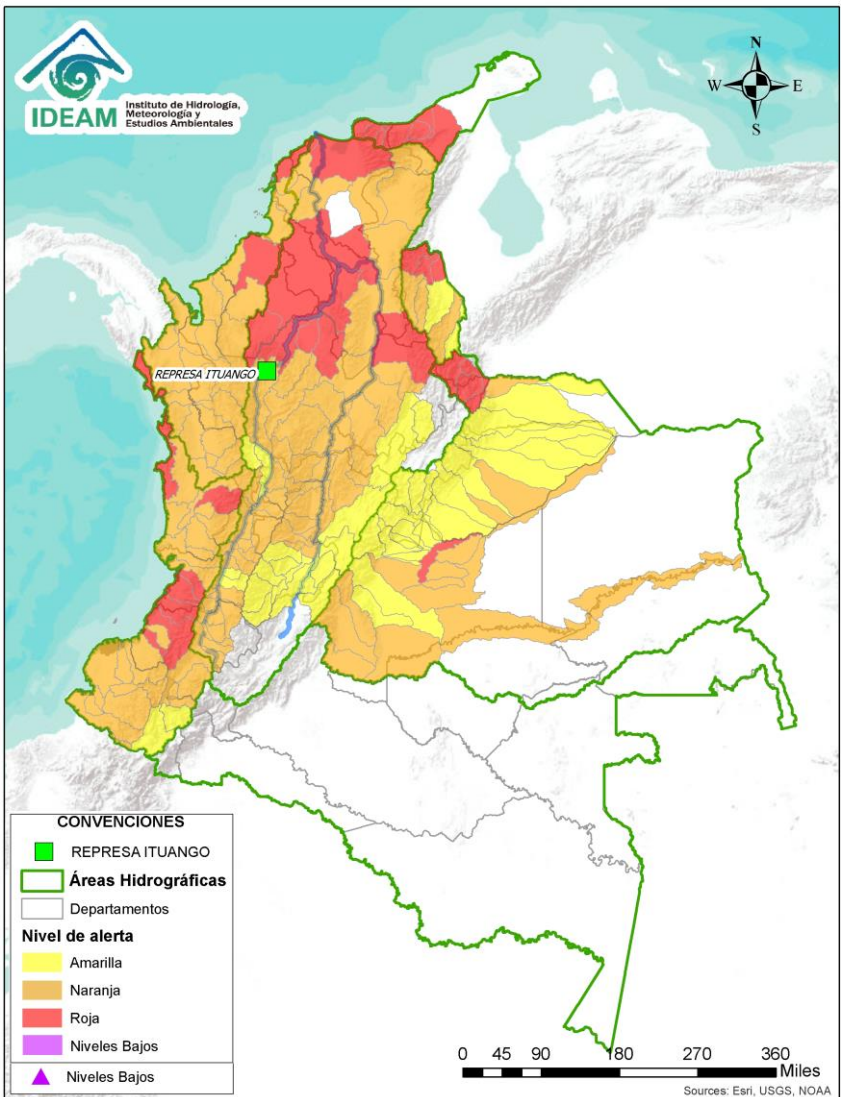 IDEAM
Instituto de Hidrología,
Meteorología y
Estudios Ambientales
N
W E
S
REPRESA ITUANGO
CONVENCIONES
REPRESA ITUANGO
Áreas Hidrográficas
Departamentos
Nivel de alerta
Amarilla
Naranja
Roja
Niveles Bajos
Niveles Bajos
0 45 90 180 270 360
Miles
Sources: Esri, USGS, NOAA